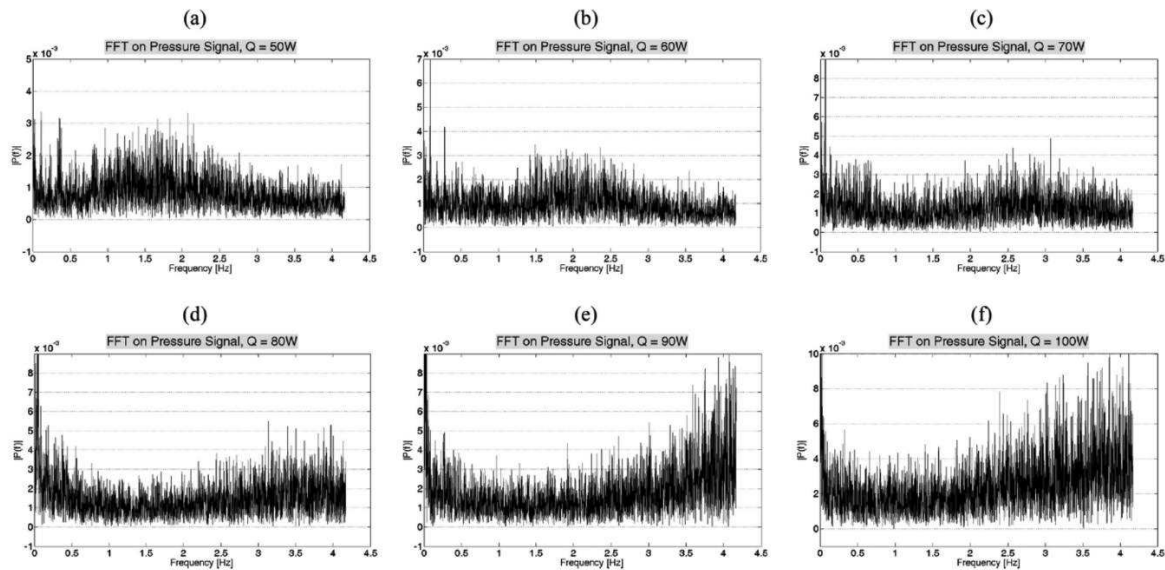 (a) (b) (c)
FFT on Pressure Signal, Q = 50W
x 10⁻³
5
4
3
2
1
0
-1
|P(f)|
0 0.5 1 1.5 2 2.5 3 3.5 4 4.5
Frequency [Hz]
FFT on Pressure Signal, Q = 60W
x 10⁻³
7
6
5
4
3
2
1
0
-1
|P(f)|
0 0.5 1 1.5 2 2.5 3 3.5 4 4.5
Frequency [Hz]
FFT on Pressure Signal, Q = 70W
x 10⁻³
8
7
6
5
4
3
2
1
0
-1
|P(f)|
0 0.5 1 1.5 2 2.5 3 3.5 4 4.5
Frequency [Hz]
(d) (e) (f)
FFT on Pressure Signal, Q = 80W
x 10⁻³
8
7
6
5
4
3
2
1
0
-1
|P(f)|
0 0.5 1 1.5 2 2.5 3 3.5 4 4.5
Frequency [Hz]
FFT on Pressure Signal, Q = 90W
x 10⁻³
8
7
6
5
4
3
2
1
0
-1
|P(f)|
0 0.5 1 1.5 2 2.5 3 3.5 4 4.5
Frequency [Hz]
FFT on Pressure Signal, Q = 100W
x 10⁻³
10
8
6
4
2
0
|P(f)|
0 0.5 1 1.5 2 2.5 3 3.5 4 4.5
Frequency [Hz]